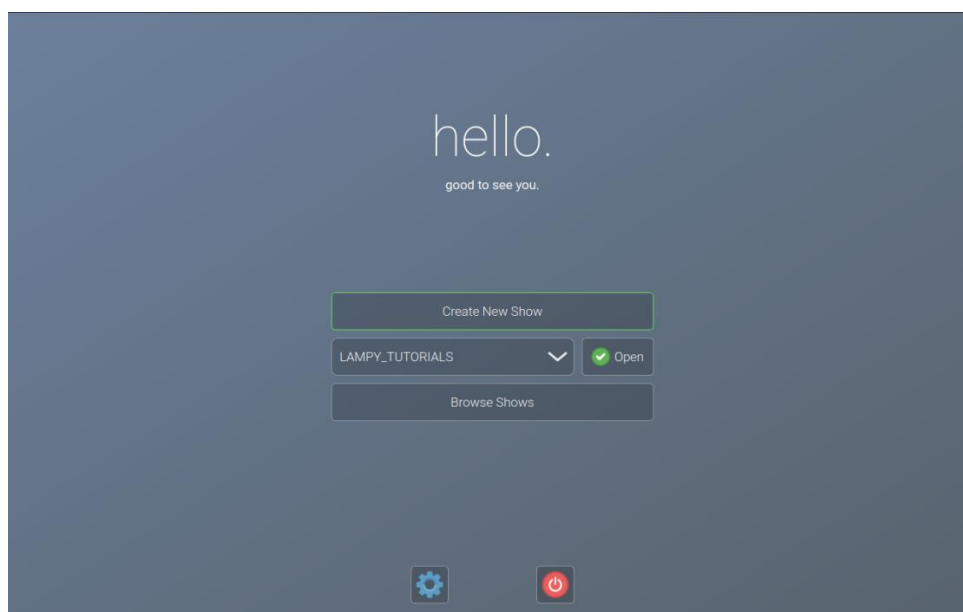 hello.
good to see you.
Create New Show
LAMPY_TUTORIALS
Open
Browse Shows